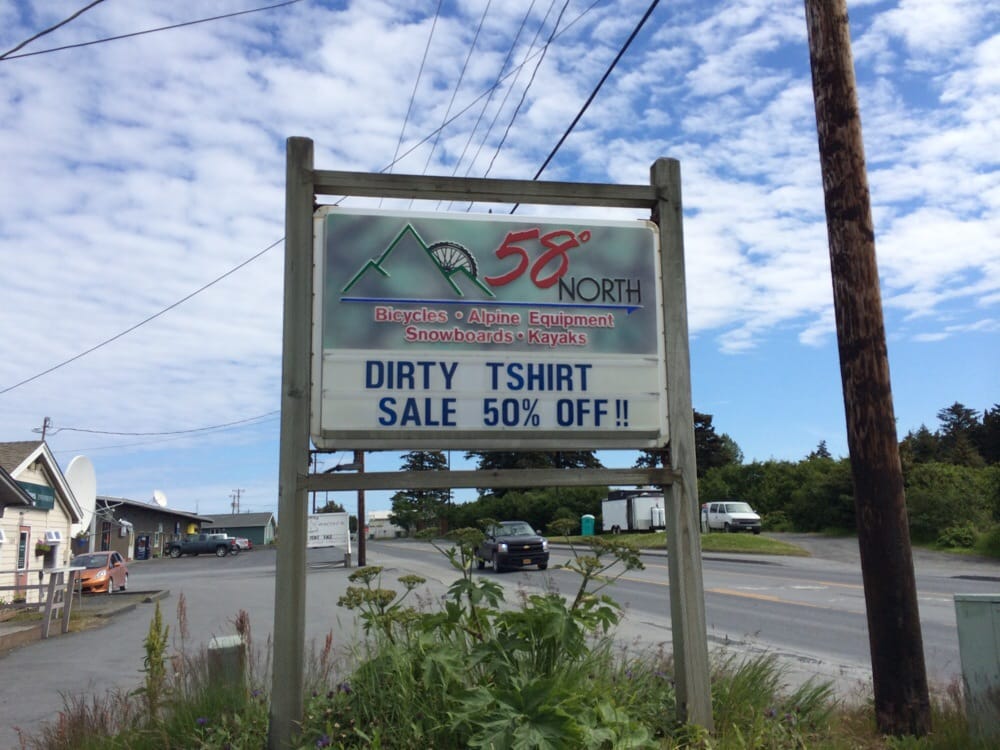 58°
NORTH
Bicycles • Alpine Equipment
Snowboards • Kayaks
DIRTY TSHIRT
SALE 50% OFF!!